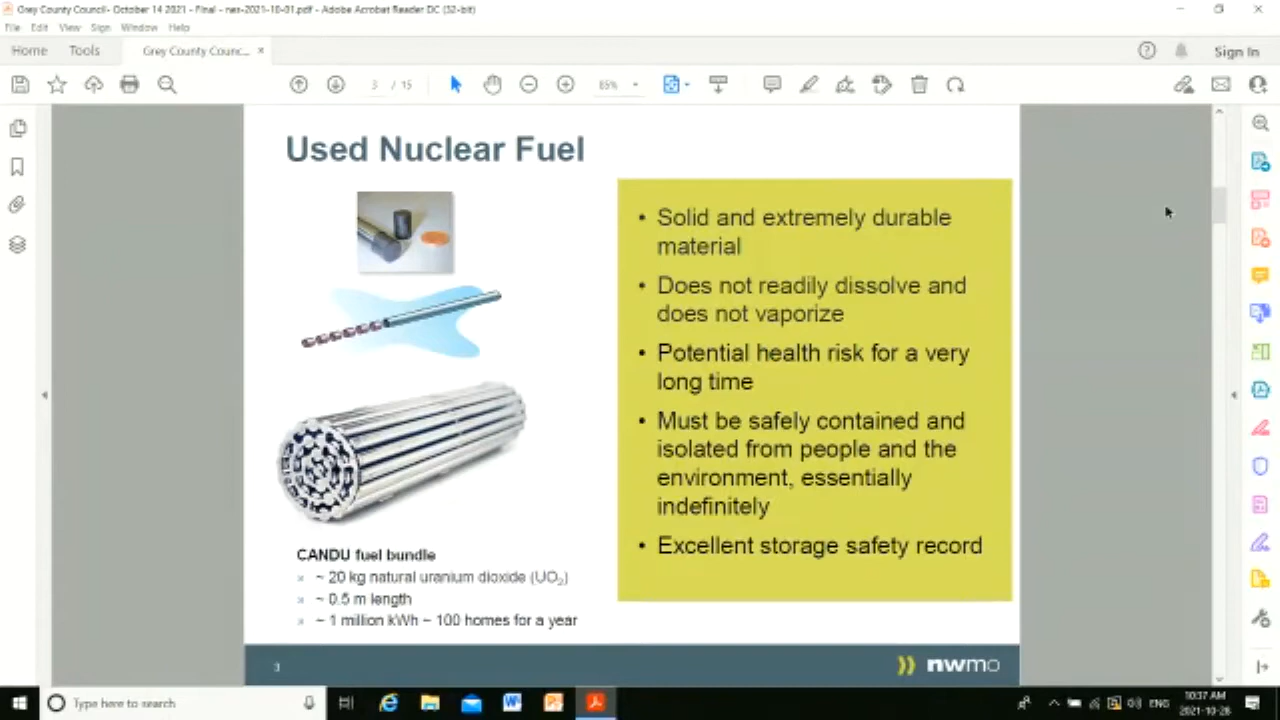 Grey County Council- October 14 2021 - Final - nes-2021-10-01.pdf - Adobe Acrobat Reader DC (32-bit)
File Edit View Sign Window Help
Home Tools Grey County Counc... × Sign In
3 / 15 85%
Used Nuclear Fuel
• Solid and extremely durable
material
• Does not readily dissolve and
does not vaporize
• Potential health risk for a very
long time
• Must be safely contained and
isolated from people and the
environment, essentially
indefinitely
• Excellent storage safety record
CANDU fuel bundle
~ 20 kg natural uranium dioxide (UO₂)
~ 0.5 m length
~ 1 million kWh ~ 100 homes for a year
3 nwmo
Type here to search
ENG 10:37 AM
2021-10-26